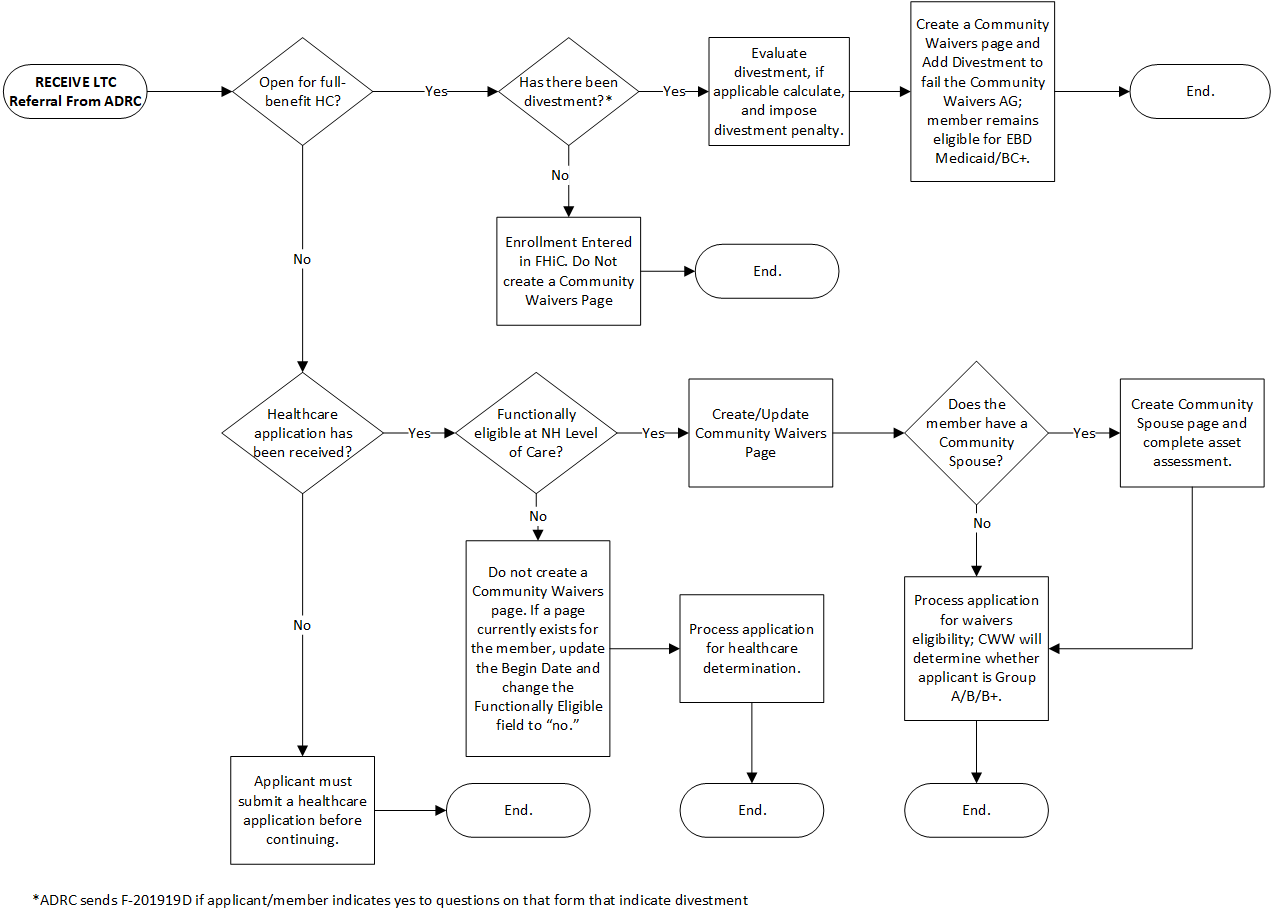 RECEIVE LTC
Referral From ADRC
Open for full-
benefit HC?
Yes
Has there been
divestment?*
Yes
Evaluate
divestment, if
applicable calculate,
and impose
divestment penalty.
Create a Community
Waivers page and
Add Divestment to
fail the Community
Waivers AG;
member remains
eligible for EBD
Medicaid/BC+.
End.
No
Enrollment Entered
in FHiC. Do Not
create a Community
Waivers Page
End.
No
Healthcare
application has
been received?
Yes
Functionally
eligible at NH Level
of Care?
Yes
Create/Update
Community Waivers
Page
Does the
member have a
Community
Spouse?
Yes
Create Community
Spouse page and
complete asset
assessment.
No
Do not create a
Community Waivers
page. If a page
currently exists for
the member, update
the Begin Date and
change the
Functionally Eligible
field to “no.”
Process application
for healthcare
determination.
End.
No
Process application
for waivers
eligibility; CWW will
determine whether
applicant is Group
A/B/B+.
End.
No
Applicant must
submit a healthcare
application before
continuing.
End.
*ADRC sends F-201919D if applicant/member indicates yes to questions on that form that indicate divestment